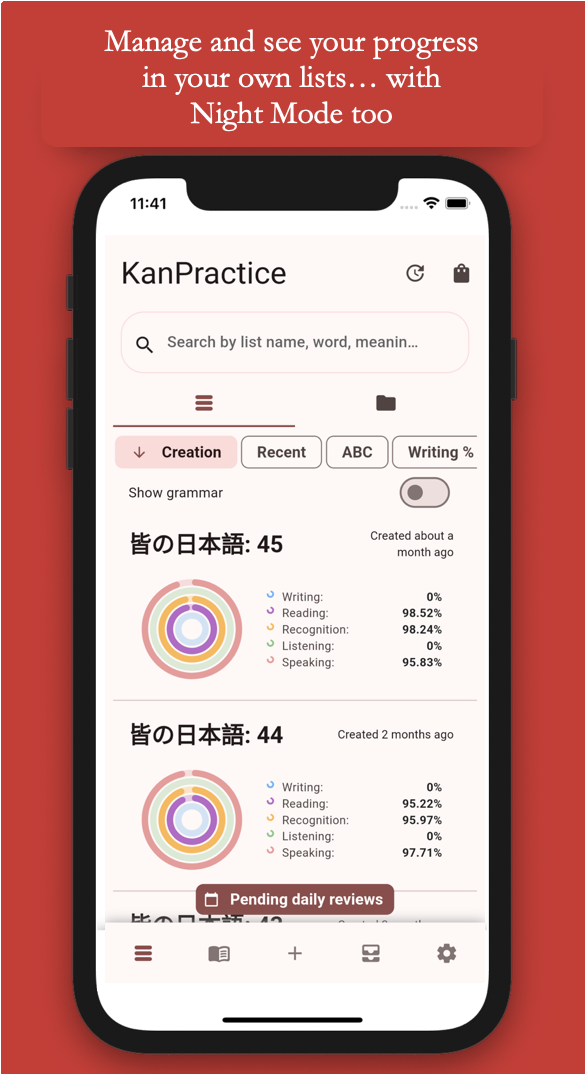 Manage and see your progress
in your own lists... with
Night Mode too
11:41
KanPractice
Search by list name, word, meanin...
Creation
Recent
ABC
Writing %
Show grammar
皆の日本語: 45
Created about a
month ago
Writing: 0%
Reading: 98.52%
Recognition: 98.24%
Listening: 0%
Speaking: 95.83%
皆の日本語: 44
Created 2 months ago
Writing: 0%
Reading: 95.22%
Recognition: 95.97%
Listening: 0%
Speaking: 97.71%
Pending daily reviews